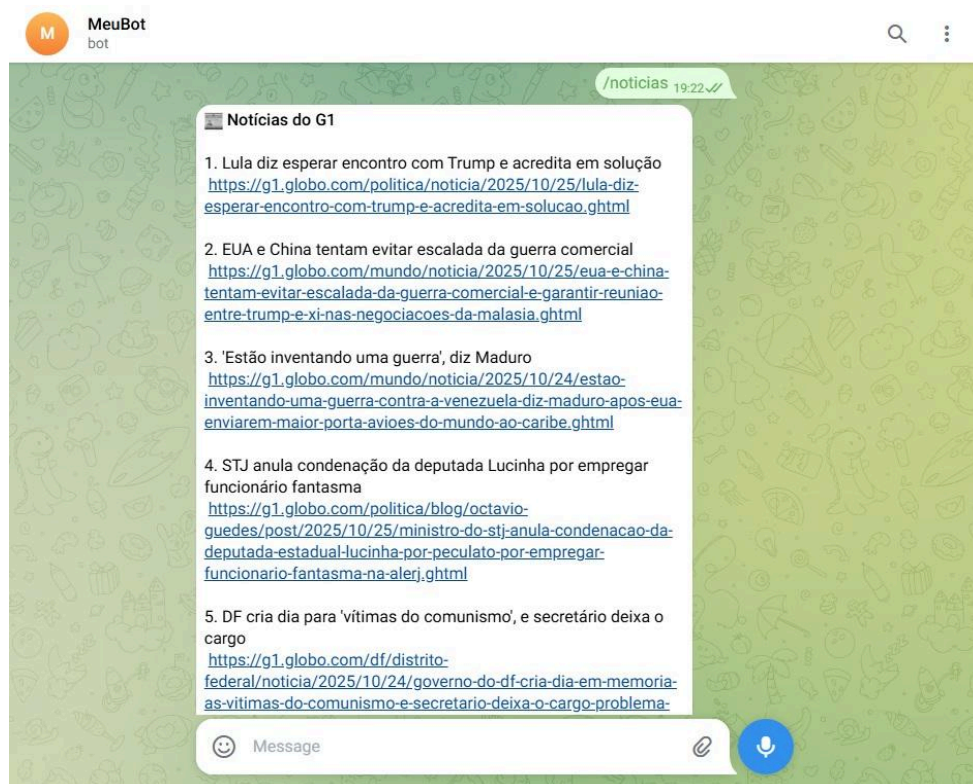 M
MeuBot
bot
/noticias 19:22
Notícias do G1
1. Lula diz esperar encontro com Trump e acredita em solução
https://g1.globo.com/politica/noticia/2025/10/25/lula-diz-
esperar-encontro-com-trump-e-acredita-em-solucao.ghtml
2. EUA e China tentam evitar escalada da guerra comercial
https://g1.globo.com/mundo/noticia/2025/10/25/eua-e-china-
tentam-evitar-escalada-da-guerra-comercial-e-garantir-reuniao-
entre-trump-e-xi-nas-negociacoes-da-malasia.ghtml
3. 'Estão inventando uma guerra', diz Maduro
https://g1.globo.com/mundo/noticia/2025/10/24/estao-
inventando-uma-guerra-contra-a-venezuela-diz-maduro-apos-eua-
enviarem-maior-porta-avioes-do-mundo-ao-caribe.ghtml
4. STJ anula condenação da deputada Lucinha por empregar
funcionário fantasma
https://g1.globo.com/politica/blog/octavio-
guedes/post/2025/10/25/ministro-do-stj-anula-condenacao-da-
deputada-estadual-lucinha-por-peculato-por-empregar-
funcionario-fantasma-na-alerj.ghtml
5. DF cria dia para 'vítimas do comunismo', e secretário deixa o
cargo
https://g1.globo.com/df/distrito-
federal/noticia/2025/10/24/governo-do-df-cria-dia-em-memoria-
as-vitimas-do-comunismo-e-secretario-deixa-o-cargo-problema-
Message